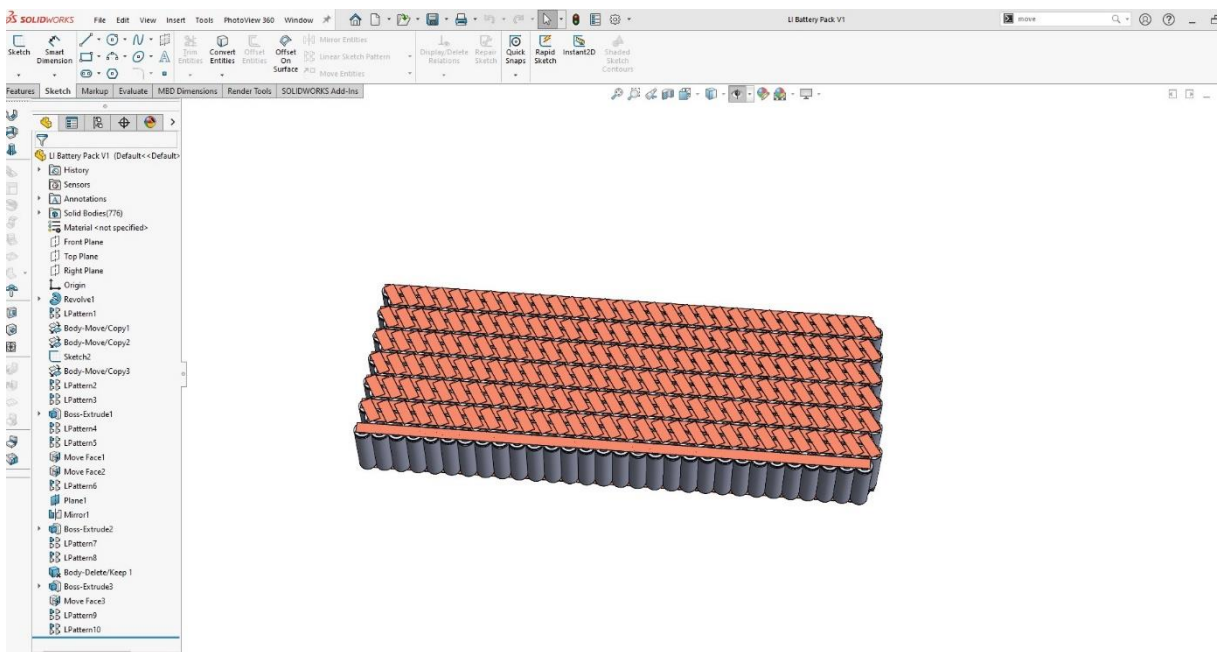 SOLIDWORKS File Edit View Insert Tools PhotoView 360 Window LI Battery Pack V1 move
Sketch Smart Dimension Trim Entities Convert Entities Offset Entities Offset On Surface Mirror Entities Linear Sketch Pattern Move Entities Display/Delete Relations Repair Sketch Quick Snaps Rapid Sketch Instant2D Shaded Sketch Contours
Features Sketch Markup Evaluate MBD Dimensions Render Tools SOLIDWORKS Add-Ins
LI Battery Pack V1 (Default<<Default>
History
Sensors
Annotations
Solid Bodies(776)
Material <not specified>
Front Plane
Top Plane
Right Plane
Origin
Revolve1
LPattern1
Body-Move/Copy1
Body-Move/Copy2
Sketch2
Body-Move/Copy3
LPattern2
LPattern3
Boss-Extrude1
LPattern4
LPattern5
Move Face1
Move Face2
LPattern6
Plane1
Mirror1
Boss-Extrude2
LPattern7
LPattern8
Body-Delete/Keep 1
Boss-Extrude3
Move Face3
LPattern9
LPattern10